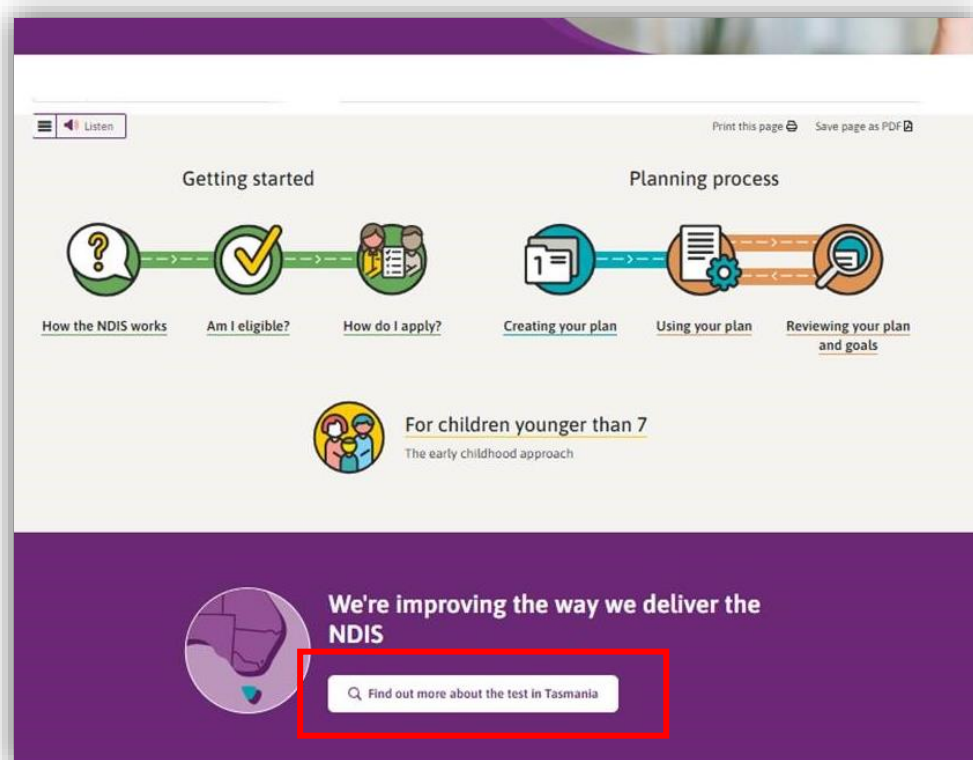 Listen
Print this page
Save page as PDF
Getting started
Planning process
?
1
How the NDIS works
Am I eligible?
How do I apply?
Creating your plan
Using your plan
Reviewing your plan
and goals
For children younger than 7
The early childhood approach
We're improving the way we deliver the
NDIS
Find out more about the test in Tasmania